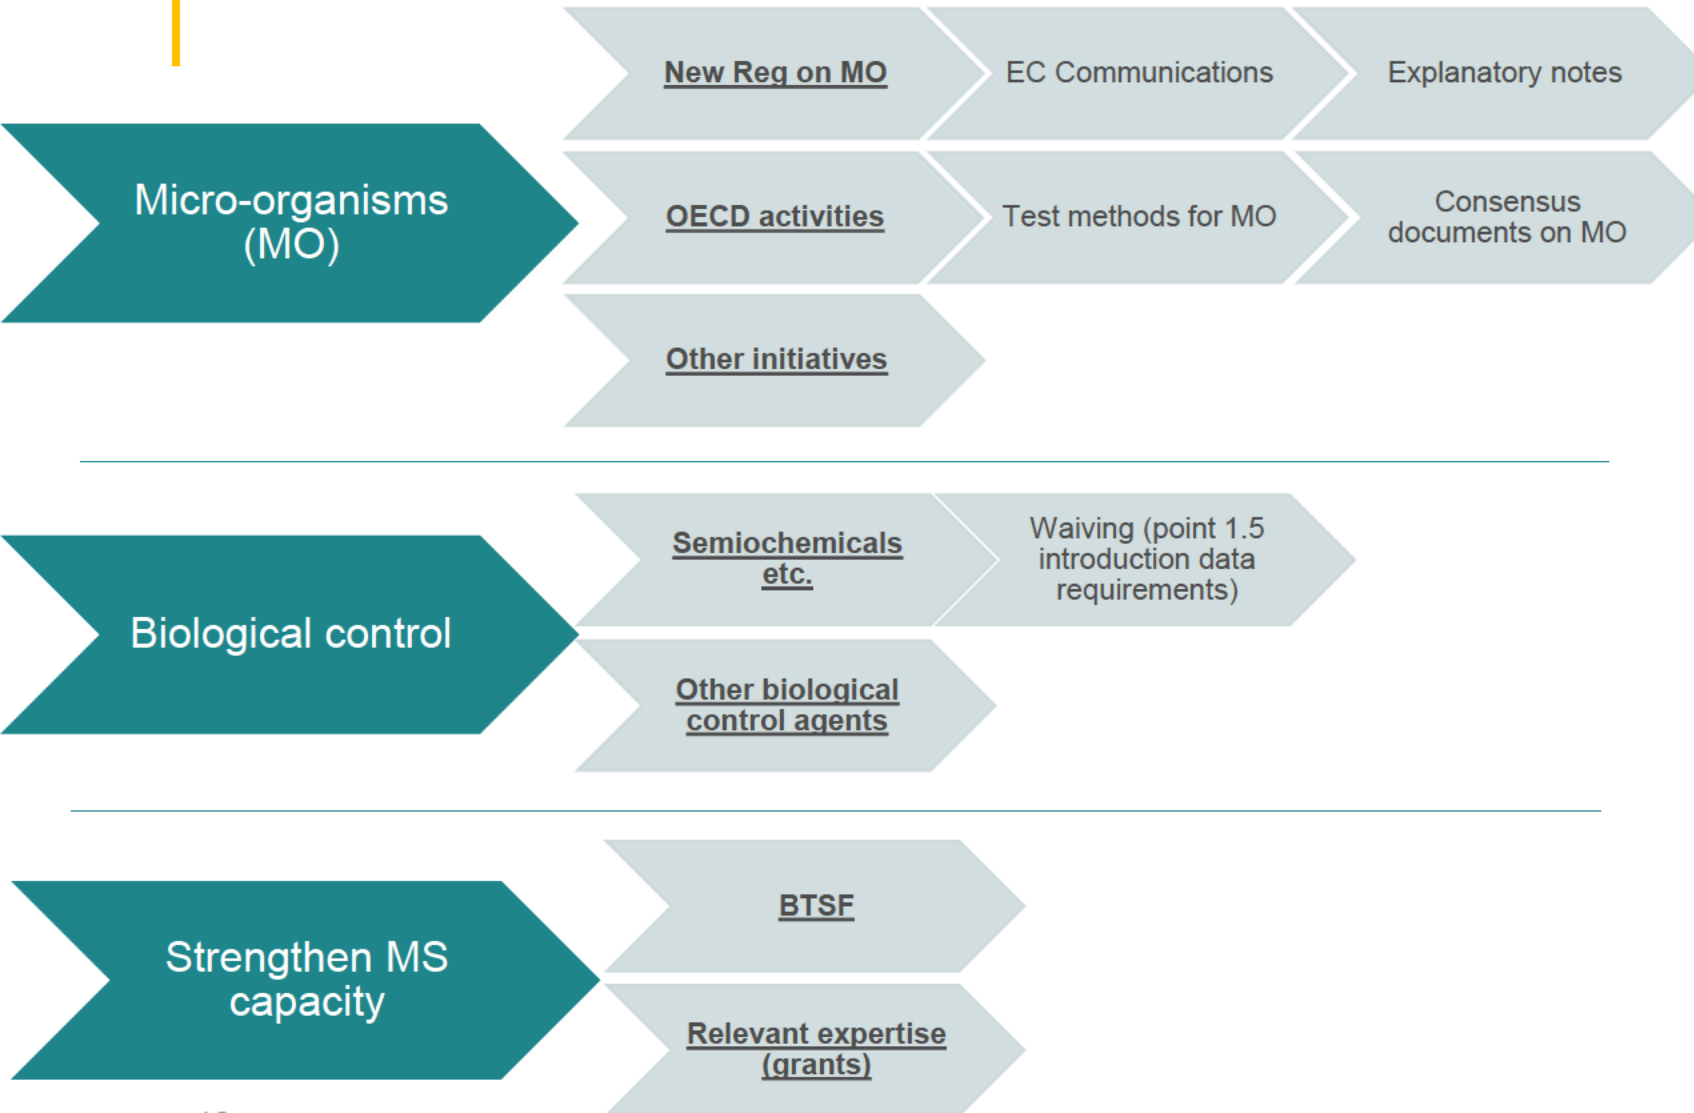 New Reg on MO
EC Communications
Explanatory notes
Micro-organisms
(MO)
OECD activities
Test methods for MO
Consensus
documents on MO
Other initiatives
Semiochemicals
etc.
Waiving (point 1.5
introduction data
requirements)
Biological control
Other biological
control agents
BTSF
Strengthen MS
capacity
Relevant expertise
(grants)